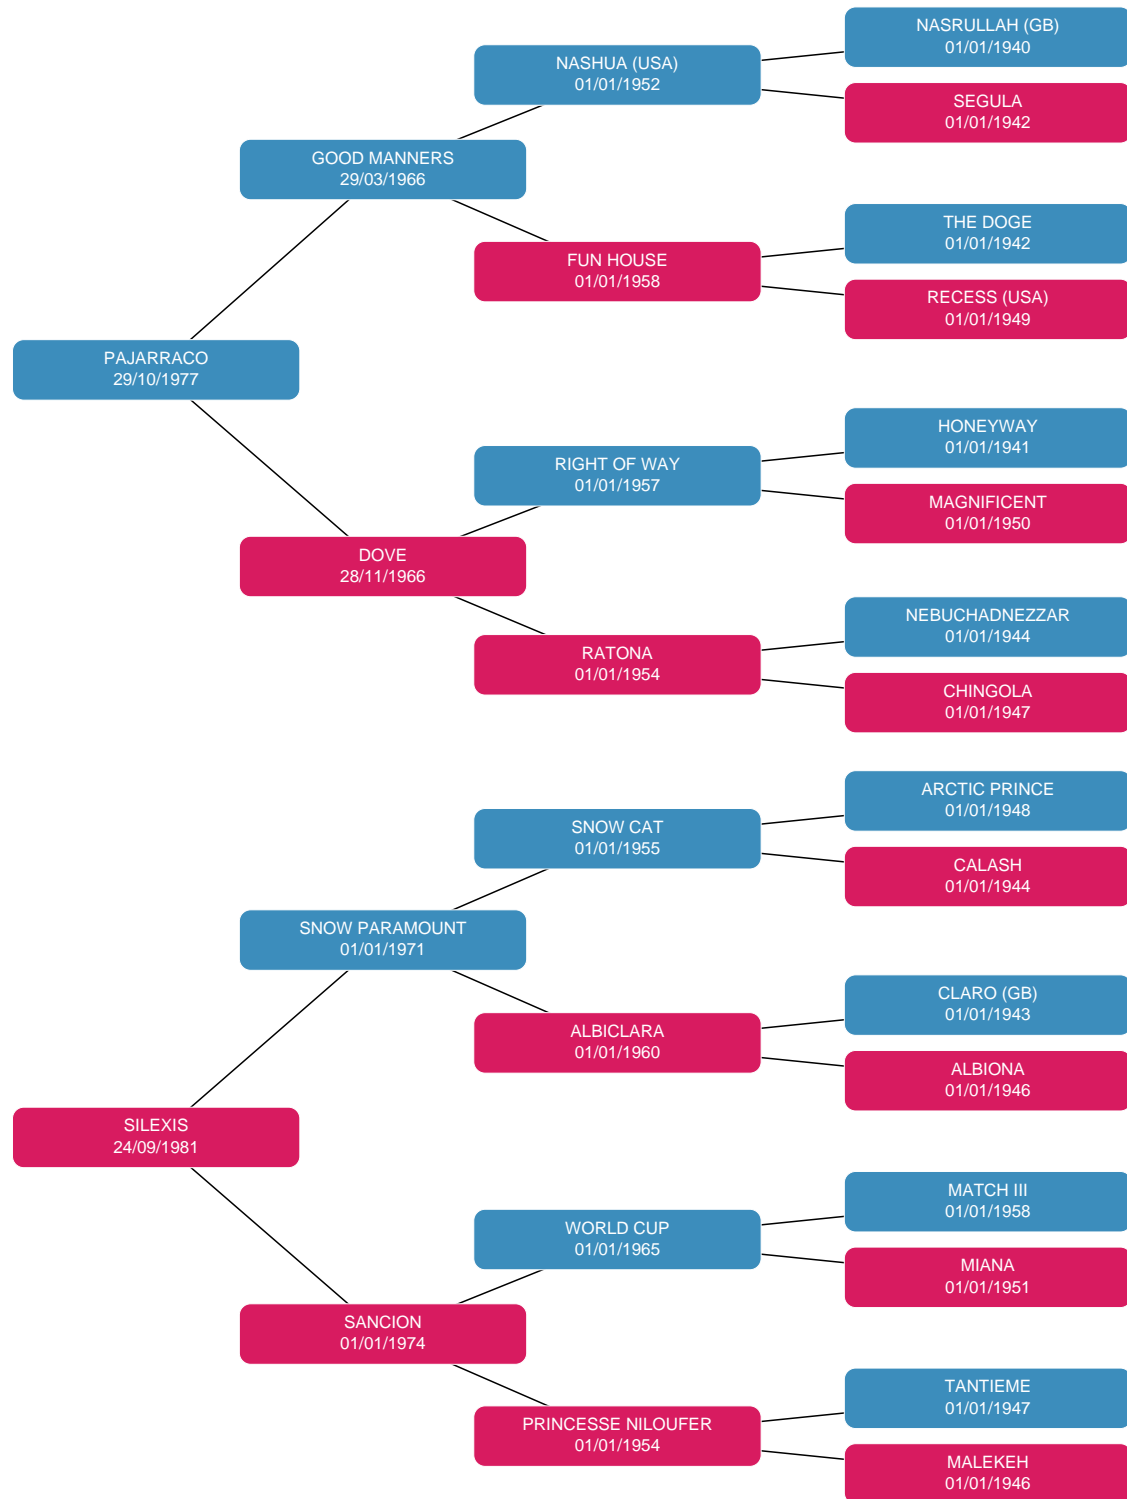 NASRULLAH (GB)
01/01/1940
NASHUA (USA)
01/01/1952
SEGULA
01/01/1942
GOOD MANNERS
29/03/1966
THE DOGE
01/01/1942
FUN HOUSE
01/01/1958
RECESS (USA)
01/01/1949
PAJARRACO
29/10/1977
HONEYWAY
01/01/1941
RIGHT OF WAY
01/01/1957
MAGNIFICENT
01/01/1950
DOVE
28/11/1966
NEBUCHADNEZZAR
01/01/1944
RATONA
01/01/1954
CHINGOLA
01/01/1947
ARCTIC PRINCE
01/01/1948
SNOW CAT
01/01/1955
CALASH
01/01/1944
SNOW PARAMOUNT
01/01/1971
CLARO (GB)
01/01/1943
ALBICLARA
01/01/1960
ALBIONA
01/01/1946
SILEXIS
24/09/1981
MATCH III
01/01/1958
WORLD CUP
01/01/1965
MIANA
01/01/1951
SANCION
01/01/1974
TANTIEME
01/01/1947
PRINCESSE NILOUFER
01/01/1954
MALEKEH
01/01/1946